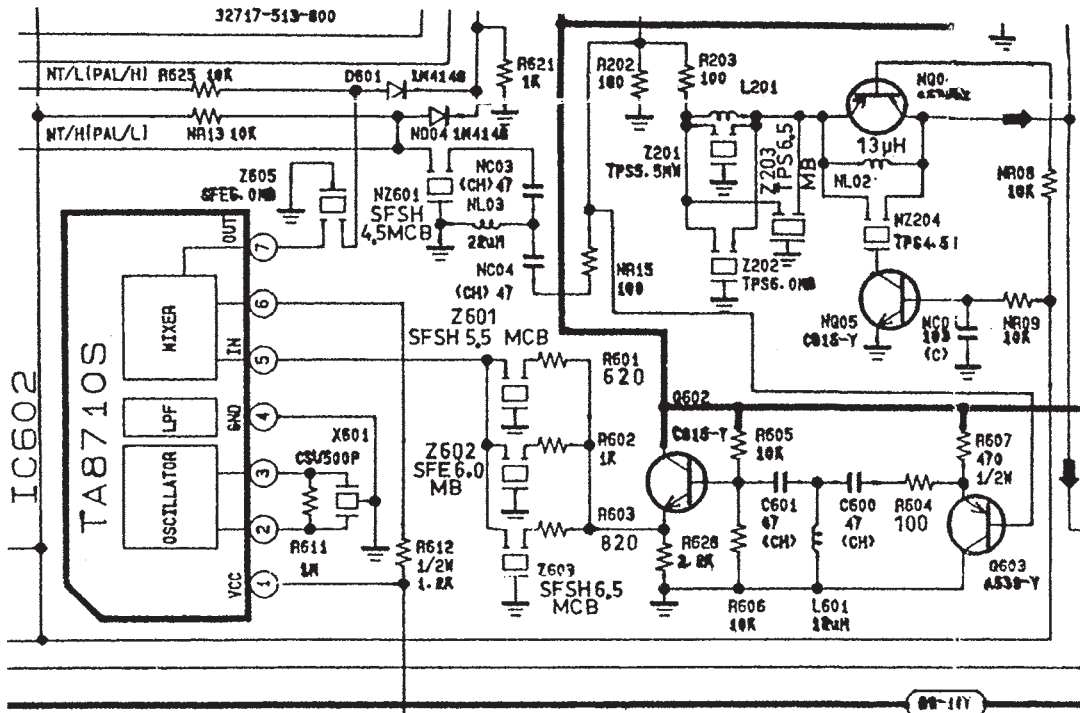 32717-513-800
NT/L(PAL/H)
R625 10K
D601
1N4148
R621
1K
R202
180
R203
100
L201
NQ0
NT/H(PAL/L)
NR13 10K
ND04 1N4148
13µH
NL02
Z605
SFE6.0MB
NZ601
SFSH
4.5MCB
NC03
(CH) 47
NL03
22uH
NC04
(CH) 47
Z201
TPS5.5MW
Z203
TPS6.5
MB
NR08
10K
NZ204
NR15
100
Z202
TPS6.0MB
OUT
7
6
MIXER
IN
5
Z601
SFSH 5.5 MCB
NQ05
C815-Y
NC0
103
(C)
NR09
10K
IC602
TA8710S
R601
620
LPF
GND
4
Q602
C815-Y
X601
CSU500P
Z602
SFE6.0
MB
R602
1K
R605
10K
R607
470
1/2W
OSCILLATOR
3
2
R611
1M
C601
47
(CH)
C600
47
(CH)
R604
100
R603
820
R626
2.2K
VCC
1
R612
1/2W
1.2K
Z603
SFSH 6.5
MCB
Q603
A539-Y
R606
10K
L601
12uH